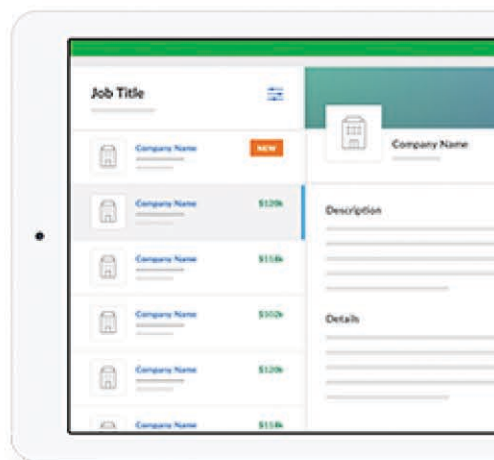 Job Title
Company Name NEW
Company Name $120k
Company Name $118k
Company Name $102k
Company Name $120k
Company Name $118k
Company Name
Description
Details